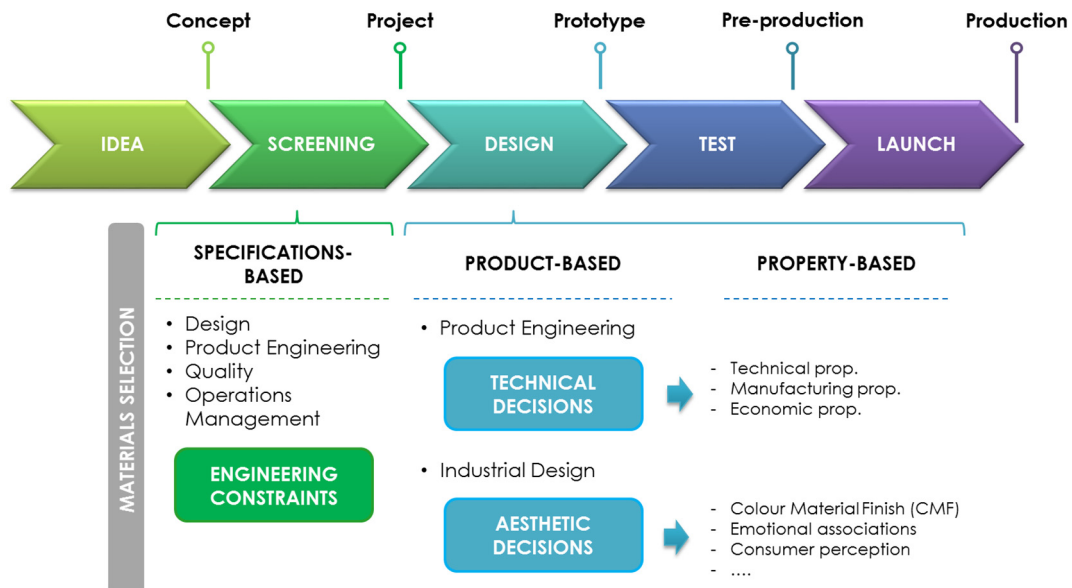 Concept
Project
Prototype
Pre-production
Production
IDEA
SCREENING
DESIGN
TEST
LAUNCH
MATERIALS SELECTION
SPECIFICATIONS-
BASED
• Design
• Product Engineering
• Quality
• Operations
Management
ENGINEERING
CONSTRAINTS
PRODUCT-BASED
PROPERTY-BASED
• Product Engineering
TECHNICAL
DECISIONS
- Technical prop.
- Manufacturing prop.
- Economic prop.
• Industrial Design
AESTHETIC
DECISIONS
- Colour Material Finish (CMF)
- Emotional associations
- Consumer perception
- ....